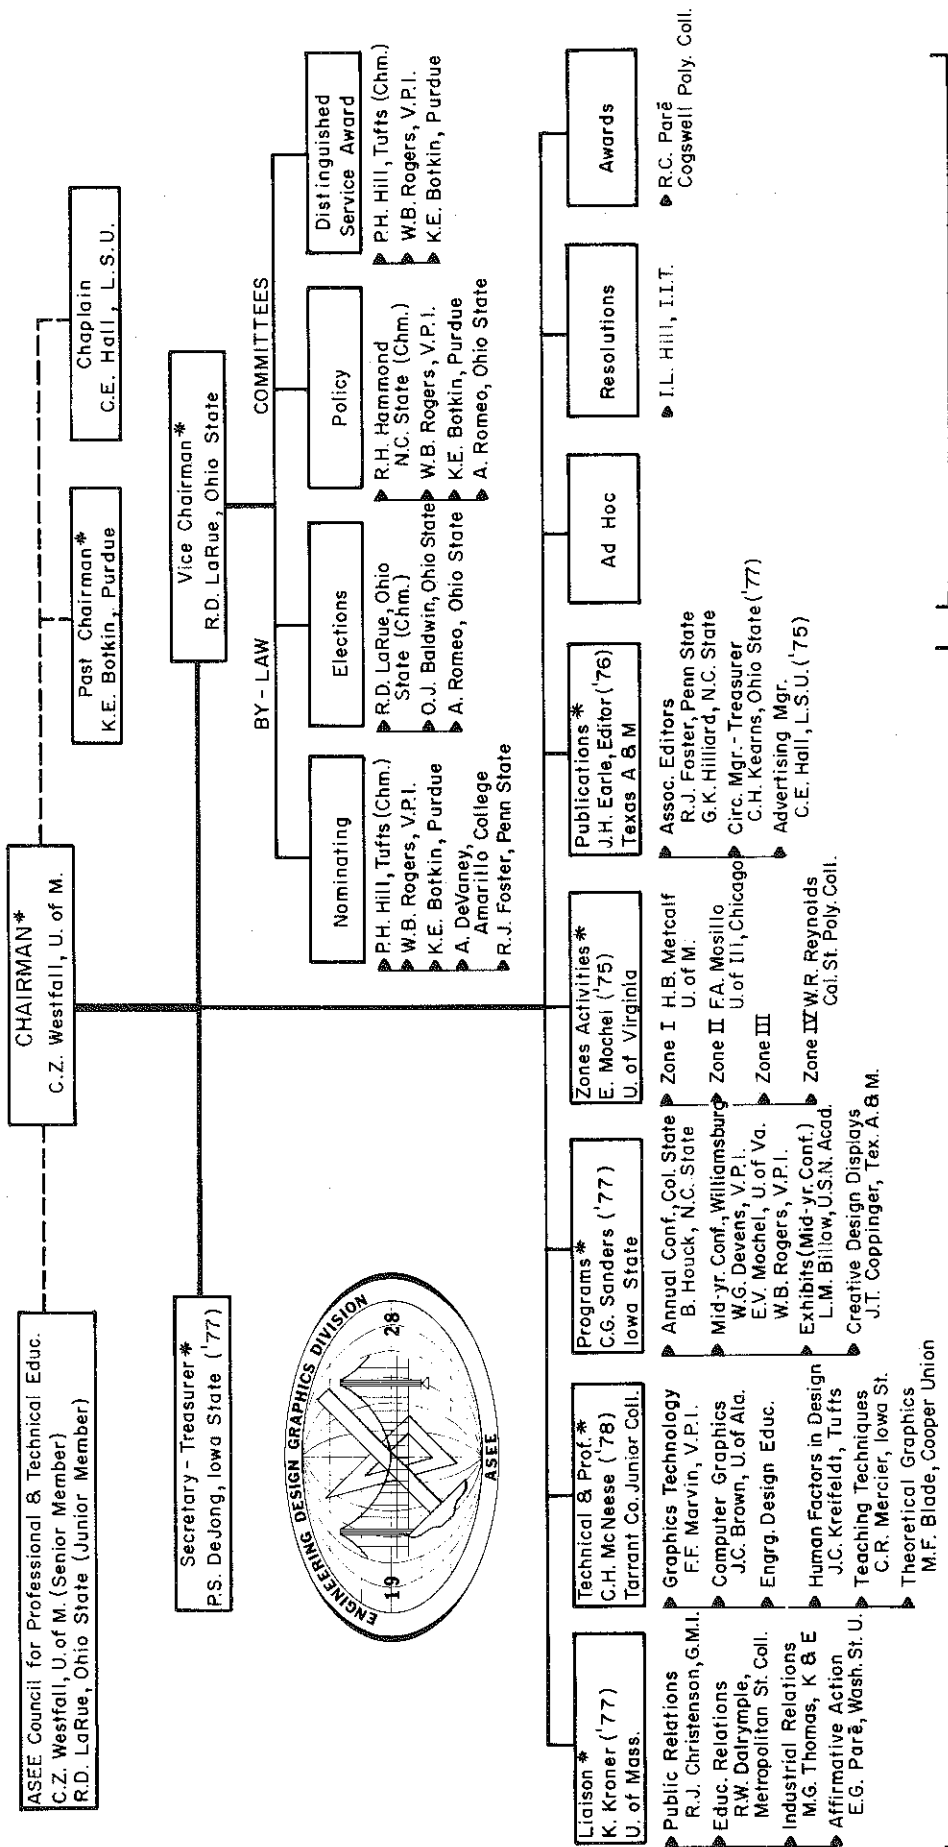 CHAIRMAN*
C.Z. Westfall, U. of M.
ASEE Council for Professional & Technical Educ.
C.Z. Westfall, U. of M. (Senior Member)
R.D. LaRue, Ohio State (Junior Member)
Past Chairman*
K.E. Botkin, Purdue
Chaplain
C.E. Hall, L.S.U.
Secretary-Treasurer*
P.S. DeJong, Iowa State ('77)
Vice Chairman*
R.D. LaRue, Ohio State
ENGINEERING DESIGN GRAPHICS DIVISION
19 28
ASEE
BY-LAW COMMITTEES
Nominating
P.H. Hill, Tufts (Chm.)
W.B. Rogers, V.P.I.
K.E. Botkin, Purdue
A. DeVaney,
Amarillo College
R.J. Foster, Penn State
Elections
R.D. LaRue, Ohio
State (Chm.)
O.J. Baldwin, Ohio State
A. Romeo, Ohio State
Policy
R.H. Hammond
N.C. State (Chm.)
W.B. Rogers, V.P.I.
K.E. Botkin, Purdue
A. Romeo, Ohio State
Distinguished
Service Award
P.H. Hill, Tufts (Chm.)
W.B. Rogers, V.P.I.
K.E. Botkin, Purdue
Liaison*
K. Kroner ('77)
U. of Mass.
Public Relations
R.J. Christenson, G.M.I.
Educ. Relations
R.W. Dalrymple,
Metropolitan St. Coll.
Industrial Relations
M.G. Thomas, K & E
Affirmative Action
E.G. Paré, Wash. St. U.
Technical & Prof.*
C.H. McNeese ('78)
Tarrant Co. Junior Coll.
Graphics Technology
F.F. Marvin, V.P.I.
Computer Graphics
J.C. Brown, U. of Ala.
Engrg. Design Educ.
Human Factors in Design
J.C. Kreifeldt, Tufts
Teaching Techniques
C.R. Mercier, Iowa St.
Theoretical Graphics
M.F. Blade, Cooper Union
Programs*
C.G. Sanders ('77)
Iowa State
Annual Conf., Col. State
B. Houck, N.C. State
Mid-yr. Conf., Williamsburg
W.G. Devens, V.P.I.
E.V. Mochel, U. of Va.
W.B. Rogers, V.P.I.
Exhibits (Mid-yr. Conf.)
L.M. Billow, U.S.N. Acad.
Creative Design Displays
J.T. Coppinger, Tex. A. & M.
Zones Activities*
E. Mochel ('75)
U. of Virginia
Zone I H.B. Metcalf
U. of M.
Zone II F.A. Mosillo
U. of Ill, Chicago
Zone III
Zone IV W.R. Reynolds
Cal. St. Poly. Coll.
Publications*
J.H. Earle, Editor ('76)
Texas A & M
Assoc. Editors
R.J. Foster, Penn State
G.K. Hilliard, N.C. State
Circ. Mgr.-Treasurer
C.H. Kearns, Ohio State ('77)
Advertising Mgr.
C.E. Hall, L.S.U. ('75)
Ad Hoc
Resolutions
I.L. Hill, I.I.T.
Awards
R.C. Paré
Cogswell Poly. Coll.